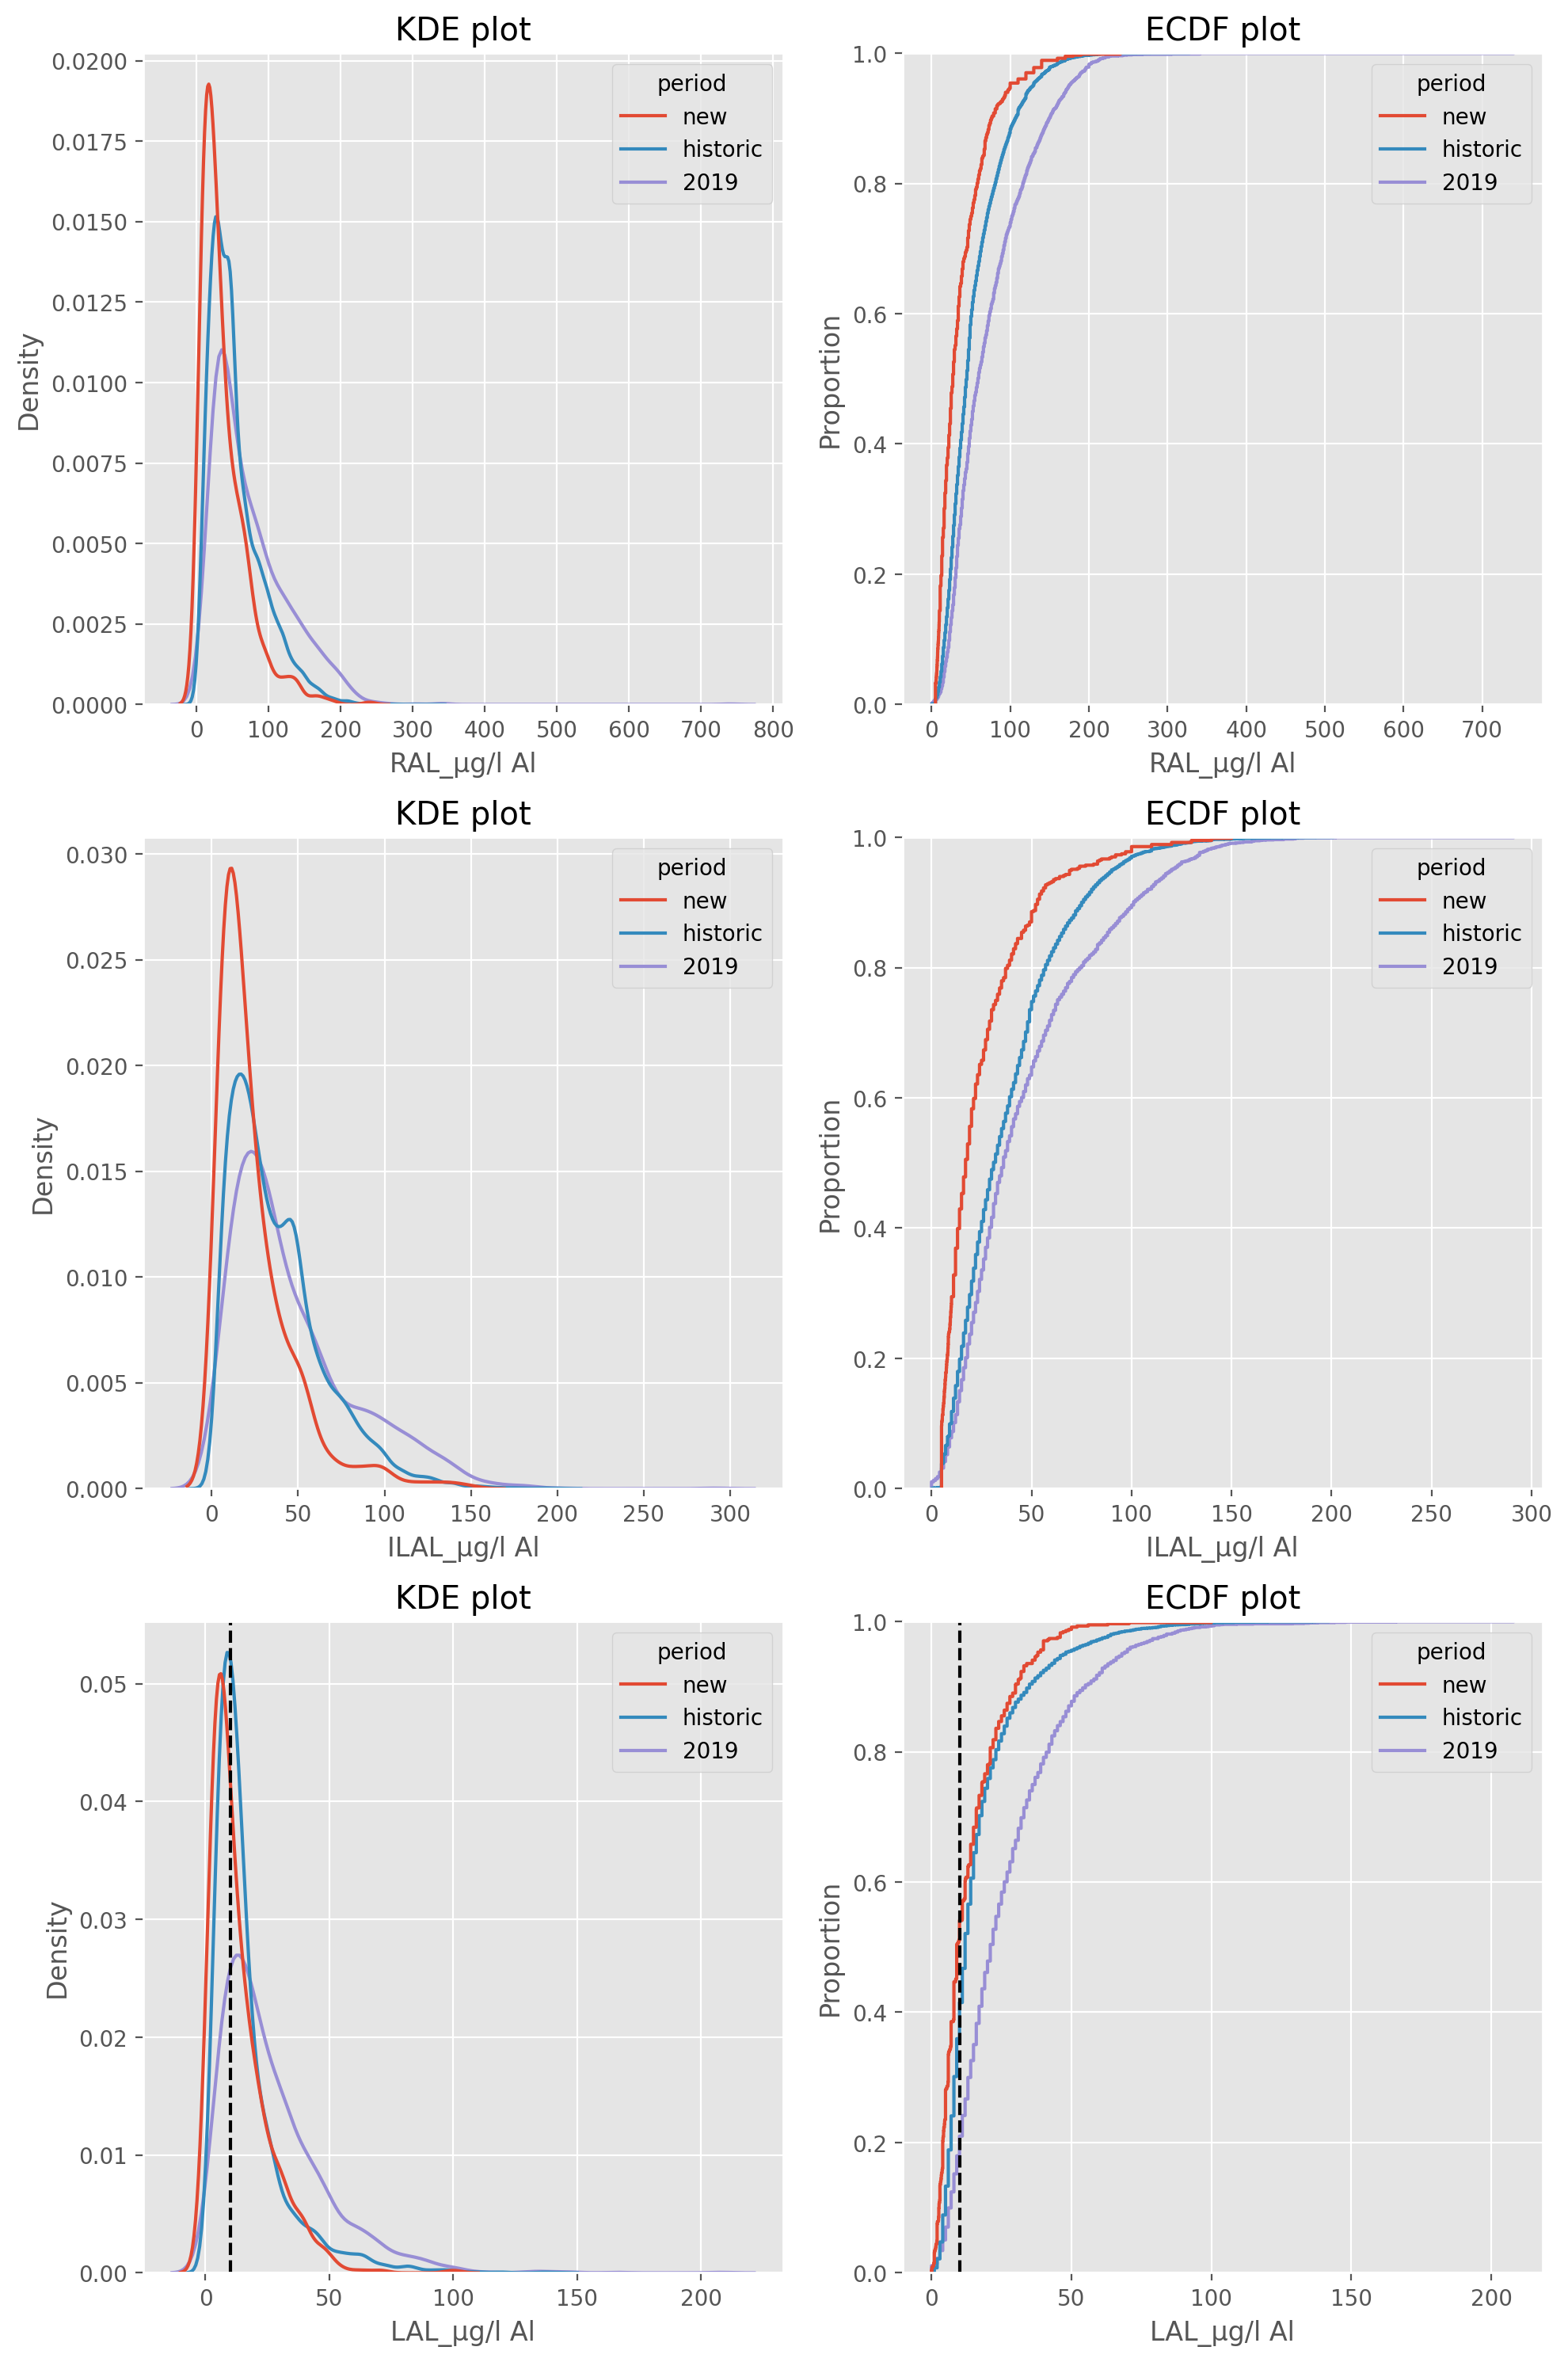 KDE plot
0.0200
0.0175
0.0150
0.0125
0.0100
0.0075
0.0050
0.0025
0.0000
Density
0 100 200 300 400 500 600 700 800
RAL_µg/l Al
period
new
historic
2019
ECDF plot
1.0
0.8
0.6
0.4
0.2
0.0
Proportion
0 100 200 300 400 500 600 700
RAL_µg/l Al
period
new
historic
2019
KDE plot
0.030
0.025
0.020
0.015
0.010
0.005
0.000
Density
0 50 100 150 200 250 300
ILAL_µg/l Al
period
new
historic
2019
ECDF plot
1.0
0.8
0.6
0.4
0.2
0.0
Proportion
0 50 100 150 200 250 300
ILAL_µg/l Al
period
new
historic
2019
KDE plot
0.05
0.04
0.03
0.02
0.01
0.00
Density
0 50 100 150 200
LAL_µg/l Al
period
new
historic
2019
ECDF plot
1.0
0.8
0.6
0.4
0.2
0.0
Proportion
0 50 100 150 200
LAL_µg/l Al
period
new
historic
2019